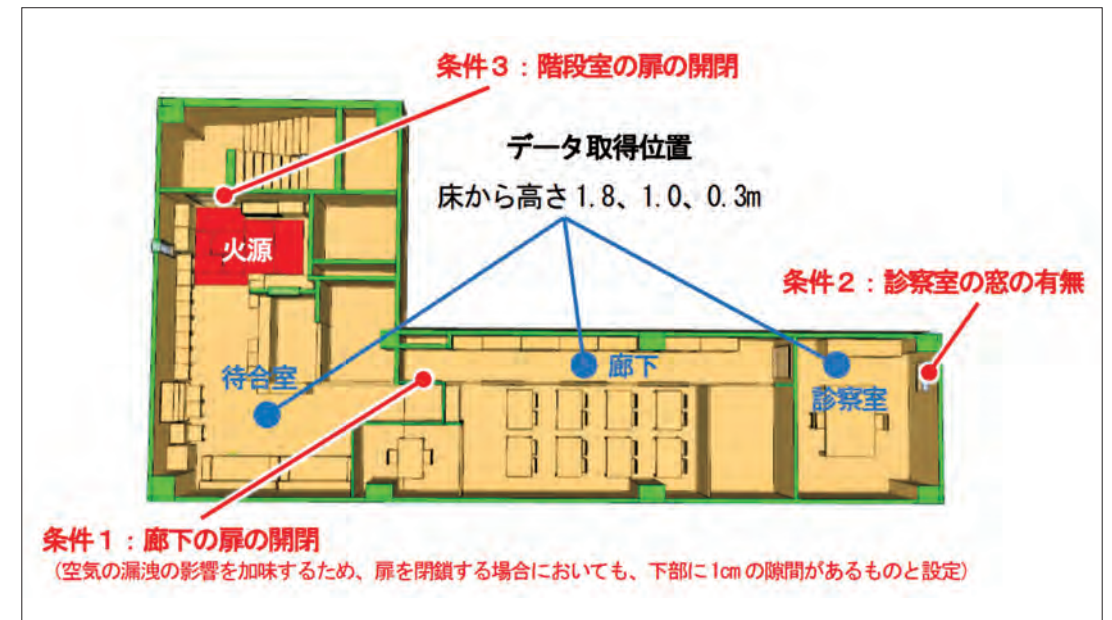 条件３：階段室の扉の開閉
データ取得位置
床から高さ1.8、1.0、0.3m
火源
条件２：診察室の窓の有無
待合室
廊下
診察室
条件１：廊下の扉の開閉
（空気の漏洩の影響を加味するため、扉を閉鎖する場合においても、下部に1cmの隙間があるものと設定）